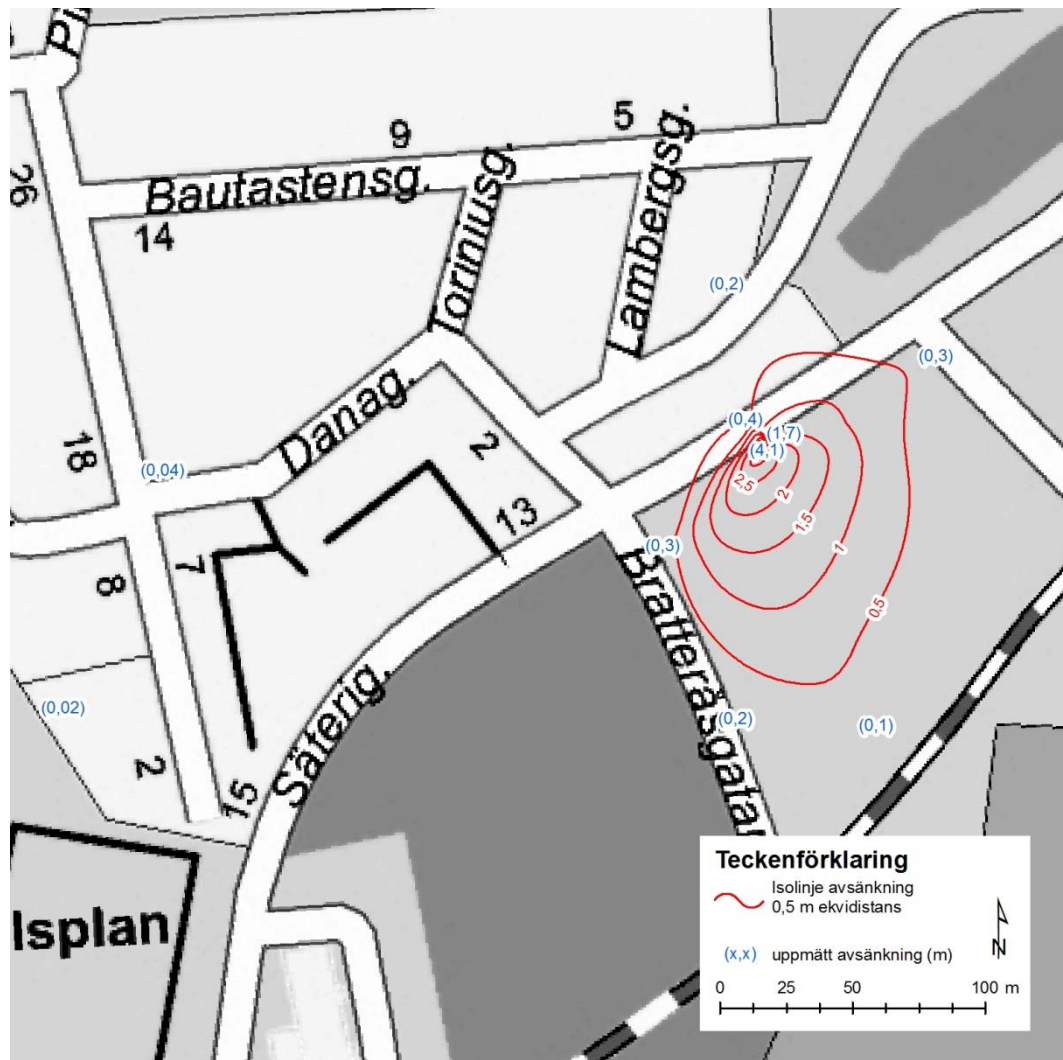 Pi
26
9
5
Bautastensg.
14
Toriniusg.
Lambergsg.
(0,2)
(0,3)
(0,4)
(1,7)
(4,1)
2,5
2
1,5
1
0,5
Danag.
2
18
(0,04)
13
(0,3)
7
8
Bratteråsgatan
Säterig.
(0,02)
(0,2)
(0,1)
2
15
lsplan
Teckenförklaring
Isolinje avsänkning
0,5 m ekvidistans
(x,x) uppmätt avsänkning (m)
N
0 25 50 100 m